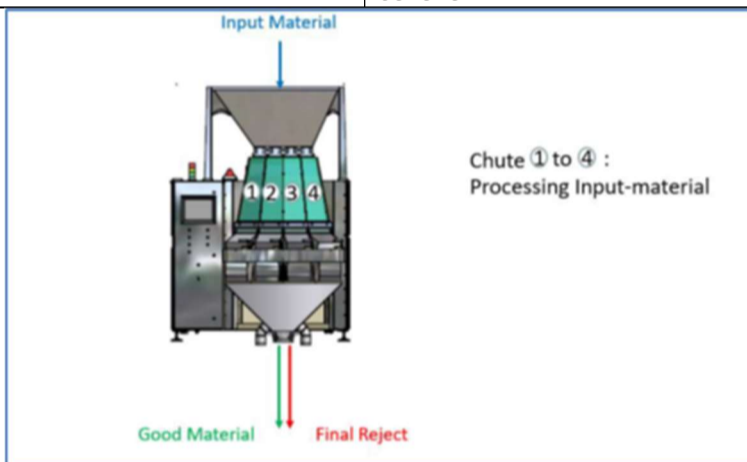 Input Material
① ② ③ ④
Chute ① to ④ :
Processing Input-material
Good Material
Final Reject